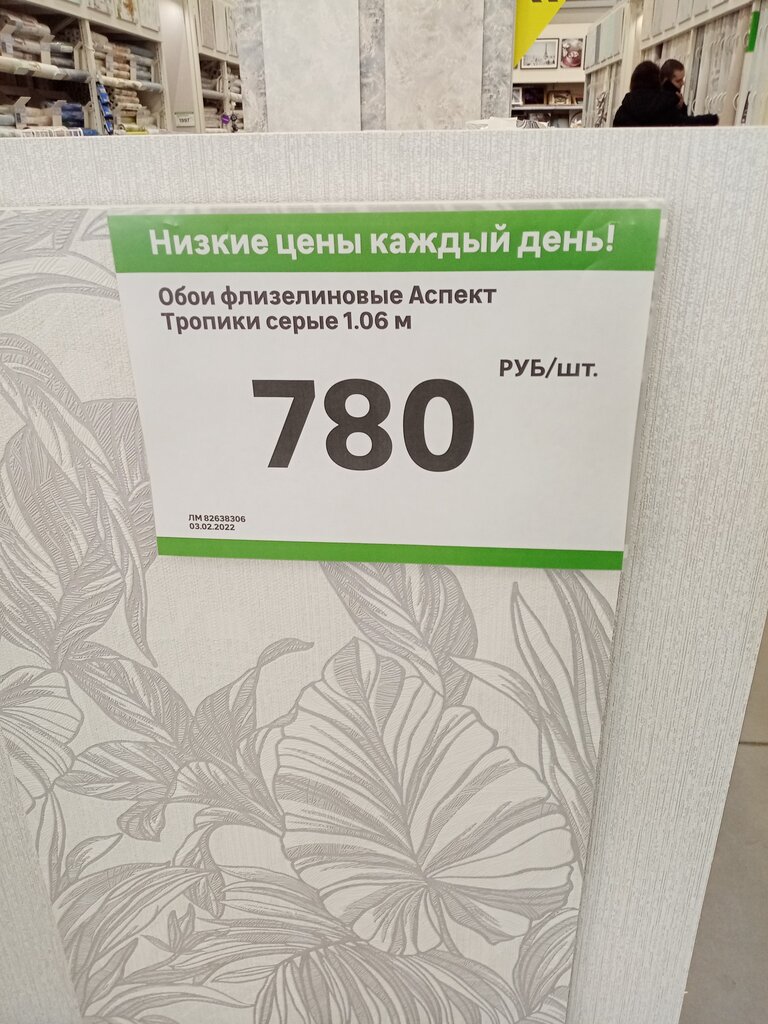 Низкие цены каждый день!
Обои флизелиновые Аспект
Тропики серые 1.06 м
РУБ/шт.
780
ЛМ 82638306
03.02.2022
1997